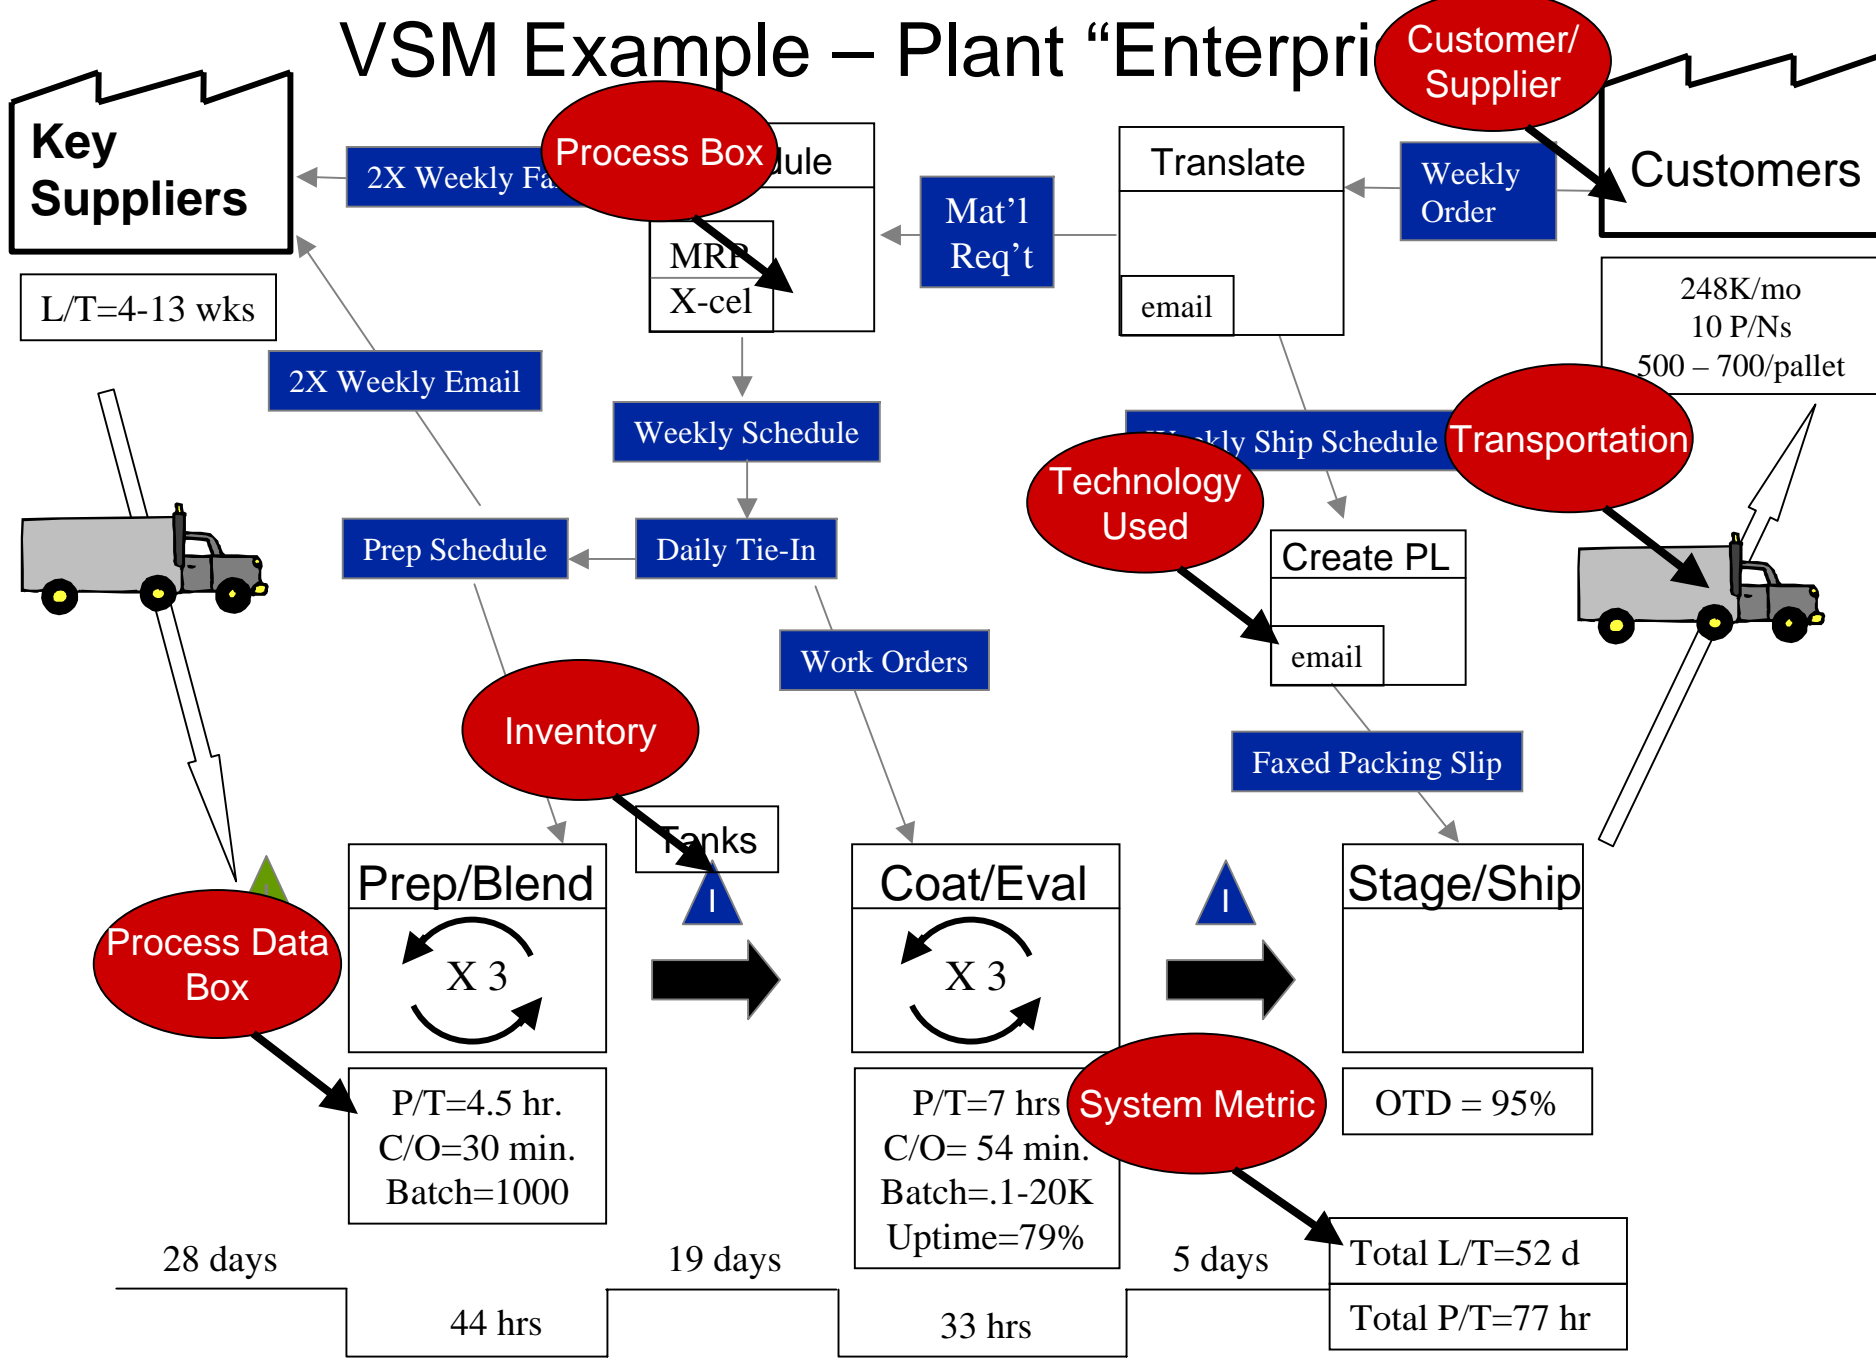 VSM Example – Plant “Enterpri
Customer/
Supplier
Key
Suppliers
2X Weekly
Process Box
dule
Translate
Weekly
Order
Customers
Mat’l
Req’t
MRP
X-cel
email
L/T=4-13 wks
248K/mo
10 P/Ns
500 – 700/pallet
2X Weekly Email
Weekly Schedule
Weekly Ship Schedule
Transportation
Technology
Used
Prep Schedule
Daily Tie-In
Create PL
email
Work Orders
Inventory
Faxed Packing Slip
Tanks
Prep/Blend
I
Coat/Eval
I
Stage/Ship
Process Data
Box
X 3
X 3
P/T=4.5 hr.
C/O=30 min.
Batch=1000
P/T=7 hrs
C/O= 54 min.
Batch=.1-20K
Uptime=79%
System Metric
OTD = 95%
28 days
19 days
5 days
Total L/T=52 d
44 hrs
33 hrs
Total P/T=77 hr